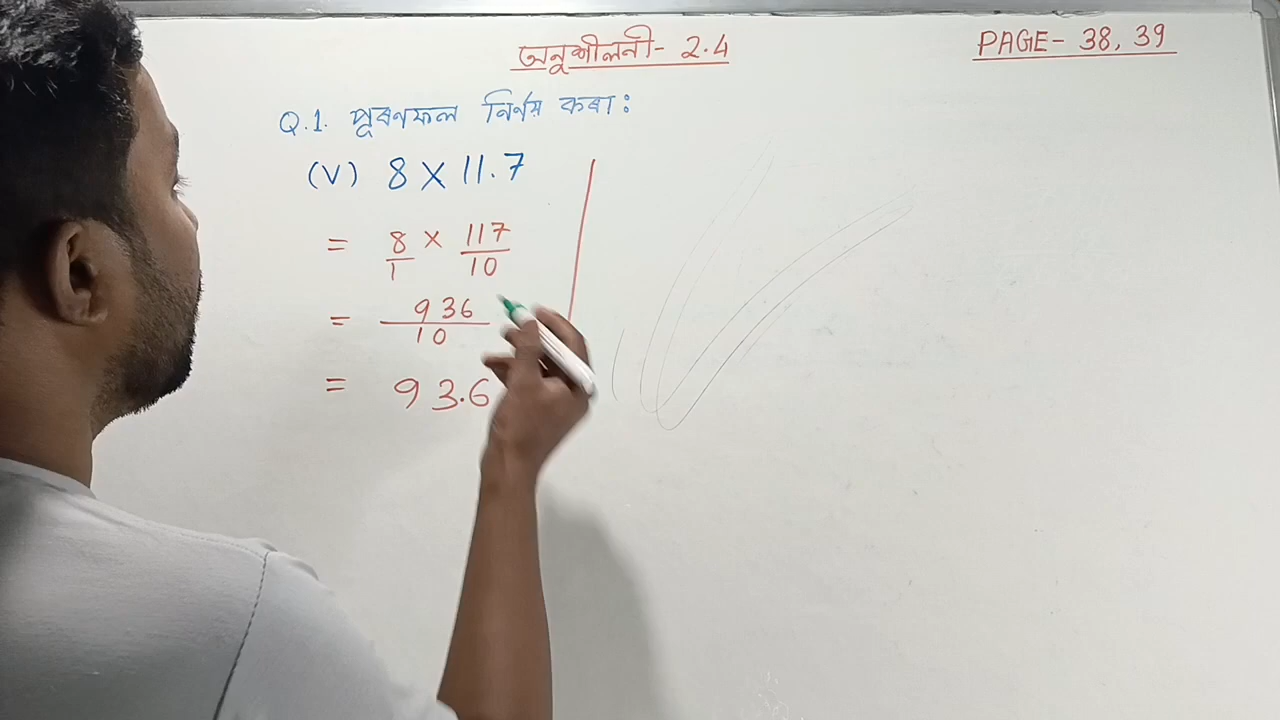 অনুশীলনী - 2.4
PAGE - 38, 39
Q.1. পূৰণফল নিৰ্ণয় কৰা :
(V) 8 X 11.7
= 8/1 × 117/10
= 936/10
= 93.6